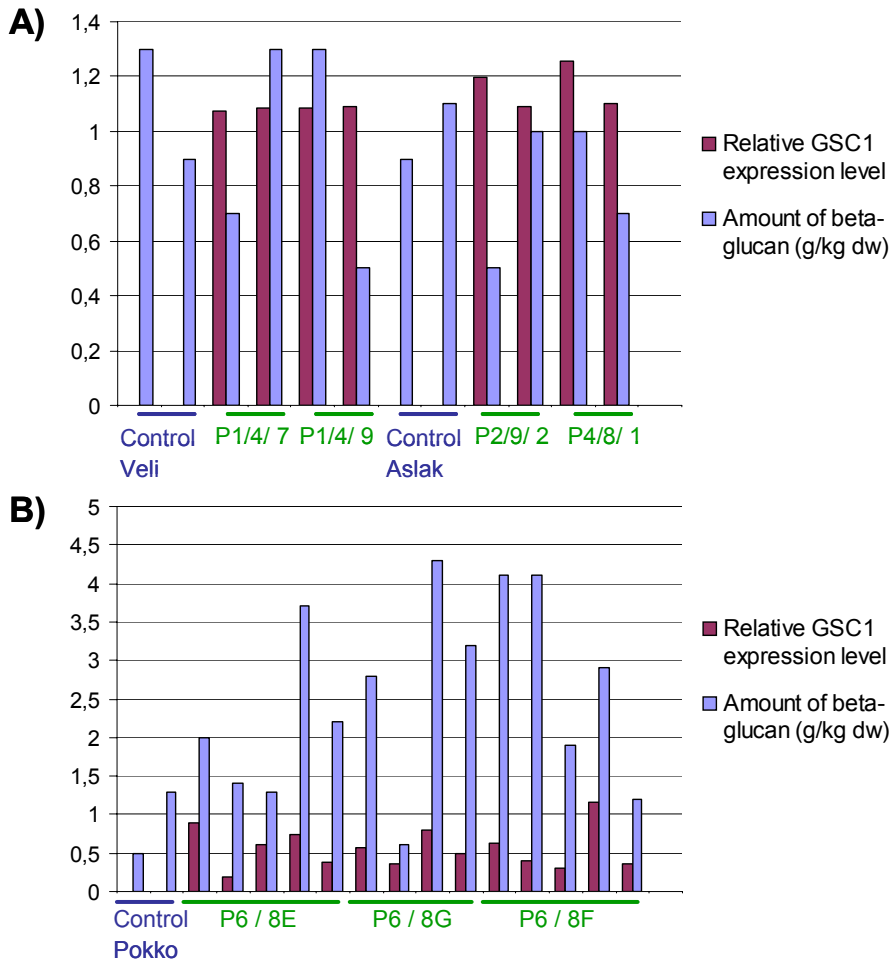 A)
1,4
1,2
1
0,8
0,6
0,4
0,2
0
Control
Veli
P1/4/ 7
P1/4/ 9
Control
Aslak
P2/9/ 2
P4/8/ 1
Relative GSC1
expression level
Amount of beta-
glucan (g/kg dw)
B)
5
4,5
4
3,5
3
2,5
2
1,5
1
0,5
0
Control
Pokko
P6 / 8E
P6 / 8G
P6 / 8F
Relative GSC1
expression level
Amount of beta-
glucan (g/kg dw)